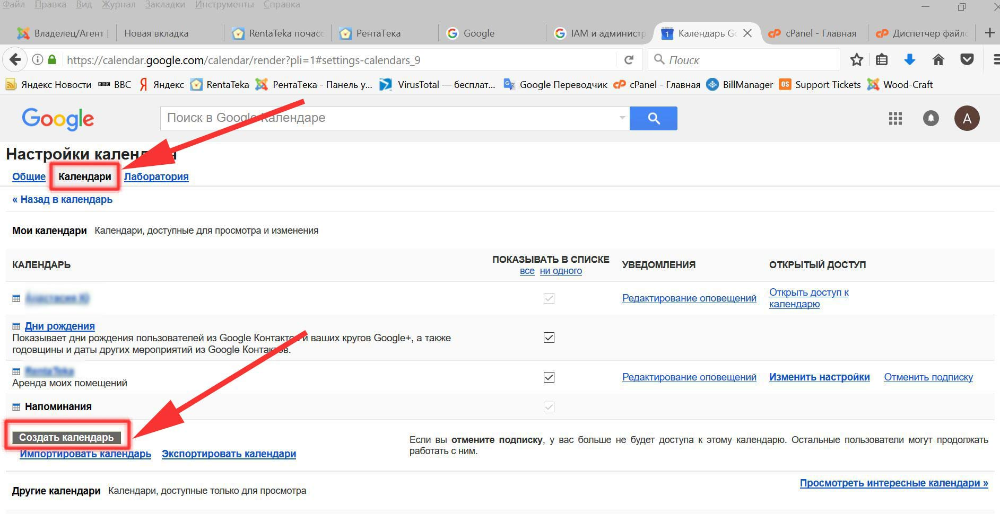 Файл Правка Вид Журнал Закладки Инструменты Справка
Владелец/Агент Новая вкладка RentaTeka почасс РентаТека Google IAM и администр Календарь Go cPanel - Главная Диспетчер файло
https://calendar.google.com/calendar/render?pli=1#settings-calendars_9 Поиск
Яндекс Новости BBC BBC Яндекс RentaTeka РентаТека - Панель у... VirusTotal — бесплат... Google Переводчик cPanel - Главная BillManager OS Support Tickets Wood-Craft
Google Поиск в Google Календаре A
Настройки календаря
Общие Календари Лаборатория
« Назад в календарь
Мои календари Календари, доступные для просмотра и изменения
КАЛЕНДАРЬ ПОКАЗЫВАТЬ В СПИСКЕ УВЕДОМЛЕНИЯ ОТКРЫТЫЙ ДОСТУП
все ни одного
Редактирование оповещений Открыть доступ к
календарю
Дни рождения
Показывает дни рождения пользователей из Google Контактов и ваших кругов Google+, а также
годовщины и даты других мероприятий из Google Контактов.
RentaTeka
Аренда моих помещений Редактирование оповещений Изменить настройки Отменить подписку
Напоминания
Создать календарь
Импортировать календарь Экспортировать календари
Если вы отмените подписку, у вас больше не будет доступа к этому календарю. Остальные пользователи могут продолжать
работать с ним.
Другие календари Календари, доступные только для просмотра
Просмотреть интересные календари »